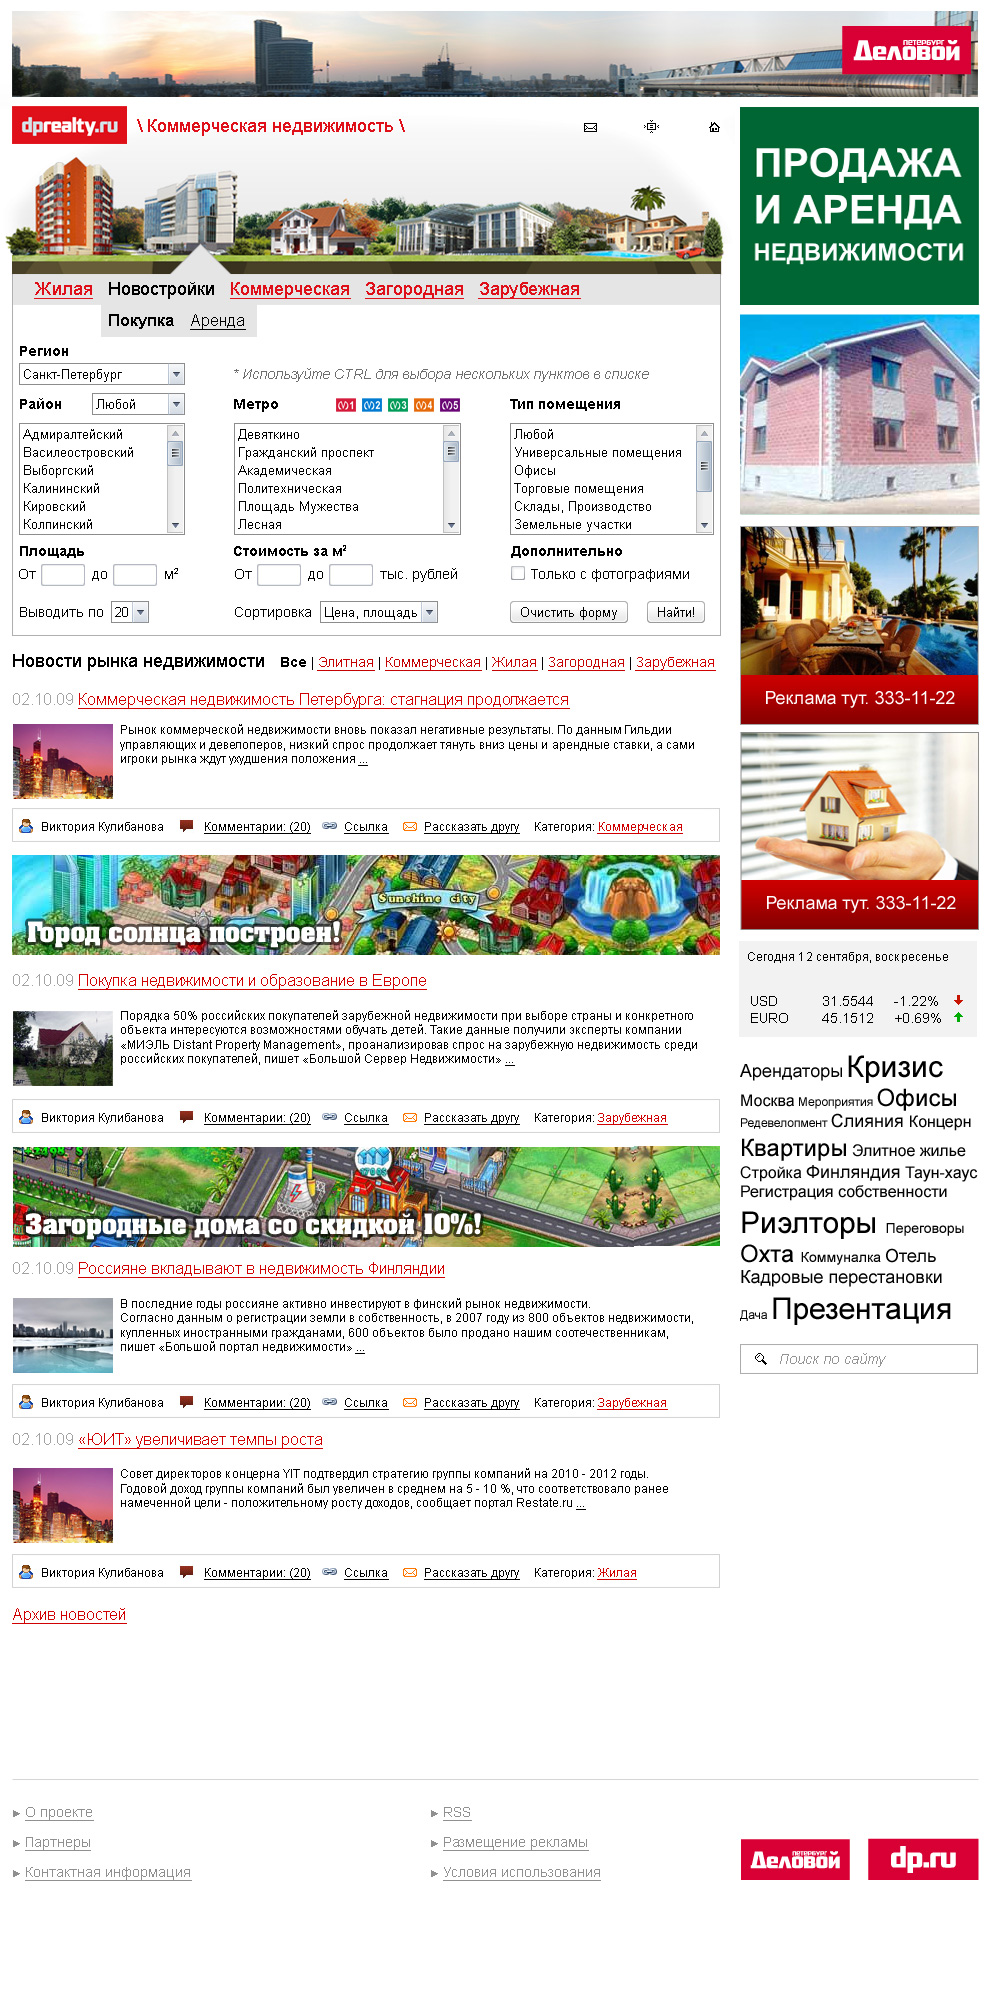 ПЕТЕРБУРГ
Деловой
dprealty.ru
\ Коммерческая недвижимость \
Жилая Новостройки Коммерческая Загородная Зарубежная
Покупка Аренда
Регион
Санкт-Петербург
* Используйте CTRL для выбора нескольких пунктов в списке
Район Любой
Адмиралтейский
Василеостровский
Выборгский
Калининский
Кировский
Колпинский
Метро 1 2 3 4 5
Девяткино
Гражданский проспект
Академическая
Политехническая
Площадь Мужества
Лесная
Тип помещения
Любой
Универсальные помещения
Офисы
Торговые помещения
Склады, Производство
Земельные участки
Площадь
От до м²
Стоимость за м²
От до тыс. рублей
Дополнительно
Только с фотографиями
Выводить по 20
Сортировка Цена, площадь
Очистить форму Найти!
Новости рынка недвижимости Все | Элитная | Коммерческая | Жилая | Загородная | Зарубежная
02.10.09 Коммерческая недвижимость Петербурга: стагнация продолжается
Рынок коммерческой недвижимости вновь показал негативные результаты. По данным Гильдии
управляющих и девелоперов, низкий спрос продолжает тянуть вниз цены и арендные ставки, а сами
игроки рынка ждут ухудшения положения ...
Виктория Кулибанова Комментарии: (20) Ссылка Рассказать другу Категория: Коммерческая
Sunshine city
Город солнца построен!
02.10.09 Покупка недвижимости и образование в Европе
Порядка 50% российских покупателей зарубежной недвижимости при выборе страны и конкретного
объекта интересуются возможностями обучать детей. Такие данные получили эксперты компании
«МИЭЛЬ Distant Property Management», проанализировав спрос на зарубежную недвижимость среди
российских покупателей, пишет «Большой Сервер Недвижимости» ...
Виктория Кулибанова Комментарии: (20) Ссылка Рассказать другу Категория: Зарубежная
Загородные дома со скидкой 10%!
02.10.09 Россияне вкладывают в недвижимость Финляндии
В последние годы россияне активно инвестируют в финский рынок недвижимости.
Согласно данным о регистрации земли в собственность, в 2007 году из 800 объектов недвижимости,
купленных иностранными гражданами, 600 объектов было продано нашим соотечественникам,
пишет «Большой портал недвижимости» ...
Виктория Кулибанова Комментарии: (20) Ссылка Рассказать другу Категория: Зарубежная
02.10.09 «ЮИТ» увеличивает темпы роста
Совет директоров концерна YIT подтвердил стратегию группы компаний на 2010 - 2012 годы.
Годовой доход группы компаний был увеличен в среднем на 5 - 10 %, что соответствовало ранее
намеченной цели - положительному росту доходов, сообщает портал Restate.ru ...
Виктория Кулибанова Комментарии: (20) Ссылка Рассказать другу Категория: Жилая
Архив новостей
ПРОДАЖА
И АРЕНДА
НЕДВИЖИМОСТИ
Реклама тут. 333-11-22
Реклама тут. 333-11-22
Сегодня 12 сентября, воскресенье
USD 31.5544 -1.22%
EURO 45.1512 +0.69%
Арендаторы Кризис
Москва Мероприятия Офисы
Редевелопмент Слияния Концерн
Квартиры Элитное жилье
Стройка Финляндия Таун-хаус
Регистрация собственности
Риэлторы Переговоры
Охта Коммуналка Отель
Кадровые перестановки
Дача Презентация
Поиск по сайту
О проекте
Партнеры
Контактная информация
RSS
Размещение рекламы
Условия использования
ПЕТЕРБУРГ
Деловой
dp.ru